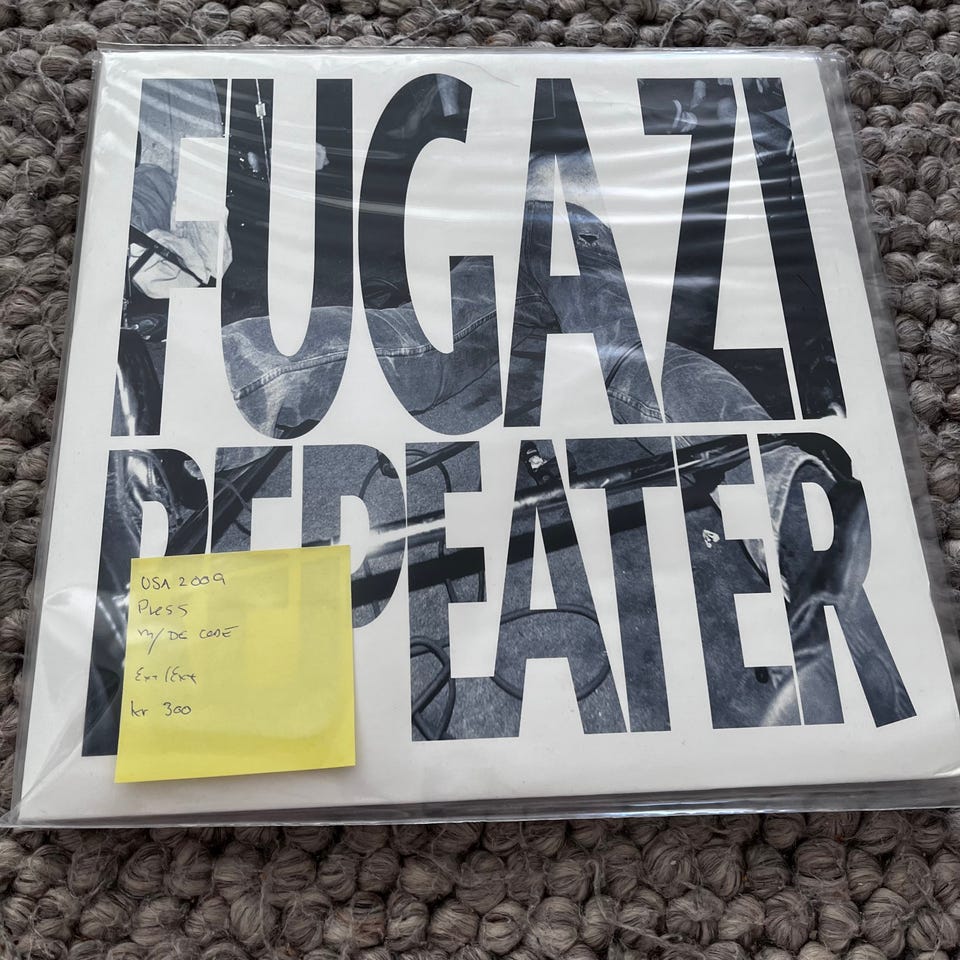 FUGAZI
REPEATER
USA 2009
Press
m/DL CODE
Ex+/Ex+
kr 300